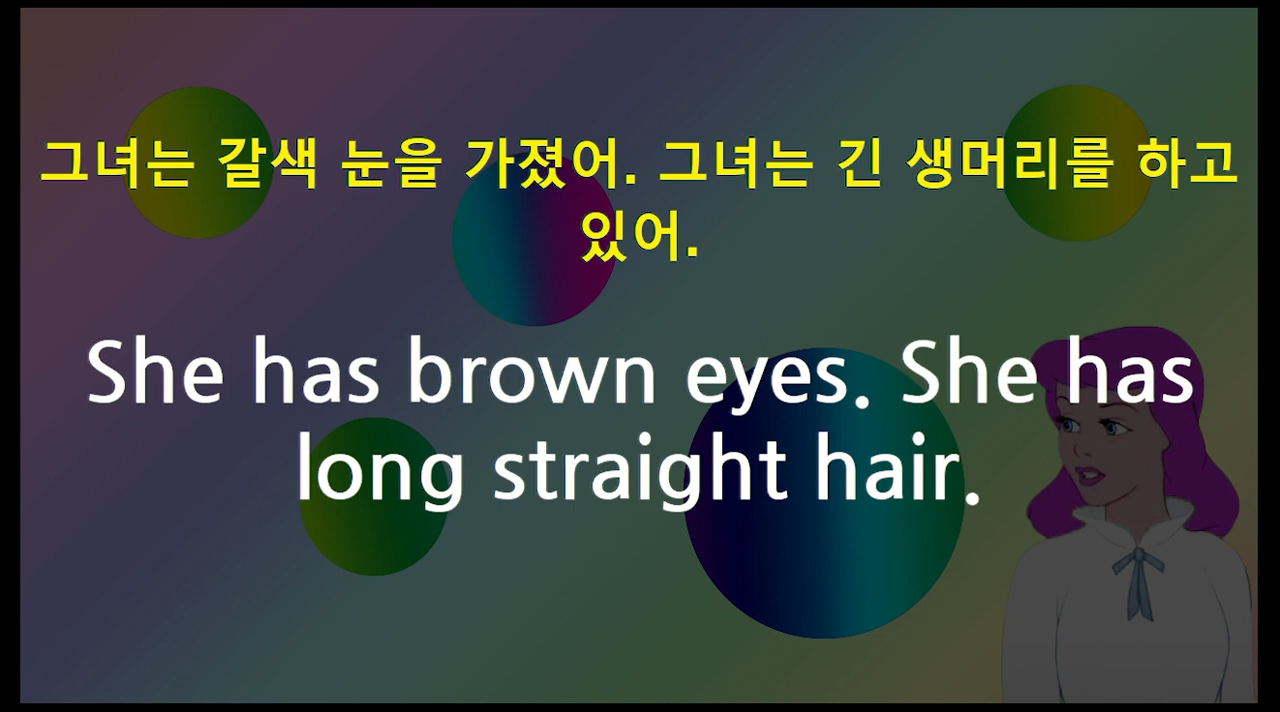 그녀는 갈색 눈을 가졌어. 그녀는 긴 생머리를 하고
있어.
She has brown eyes. She has
long straight hair.